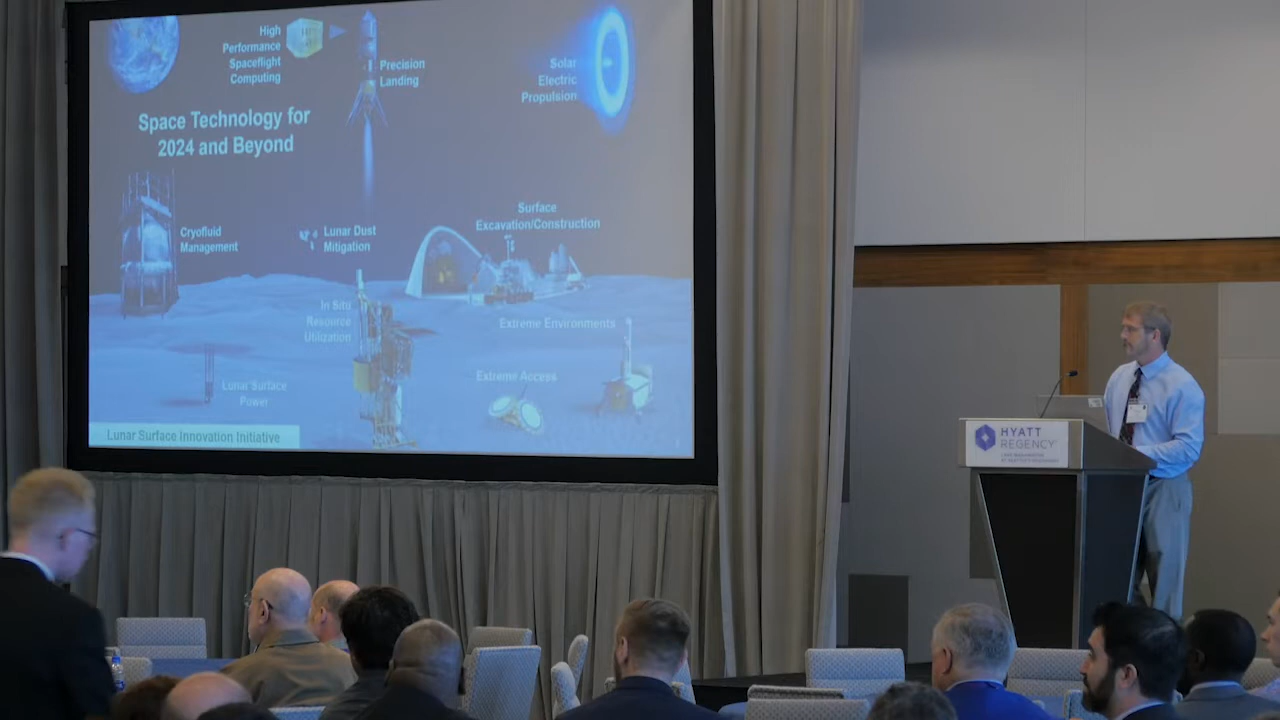 High
Performance
Spaceflight
Computing
Precision
Landing
Solar
Electric
Propulsion
Space Technology for
2024 and Beyond
Cryofluid
Management
Lunar Dust
Mitigation
Surface
Excavation/Construction
In Situ
Resource
Utilization
Extreme Environments
Extreme Access
Lunar Surface
Power
Lunar Surface Innovation Initiative
HYATT
REGENCY